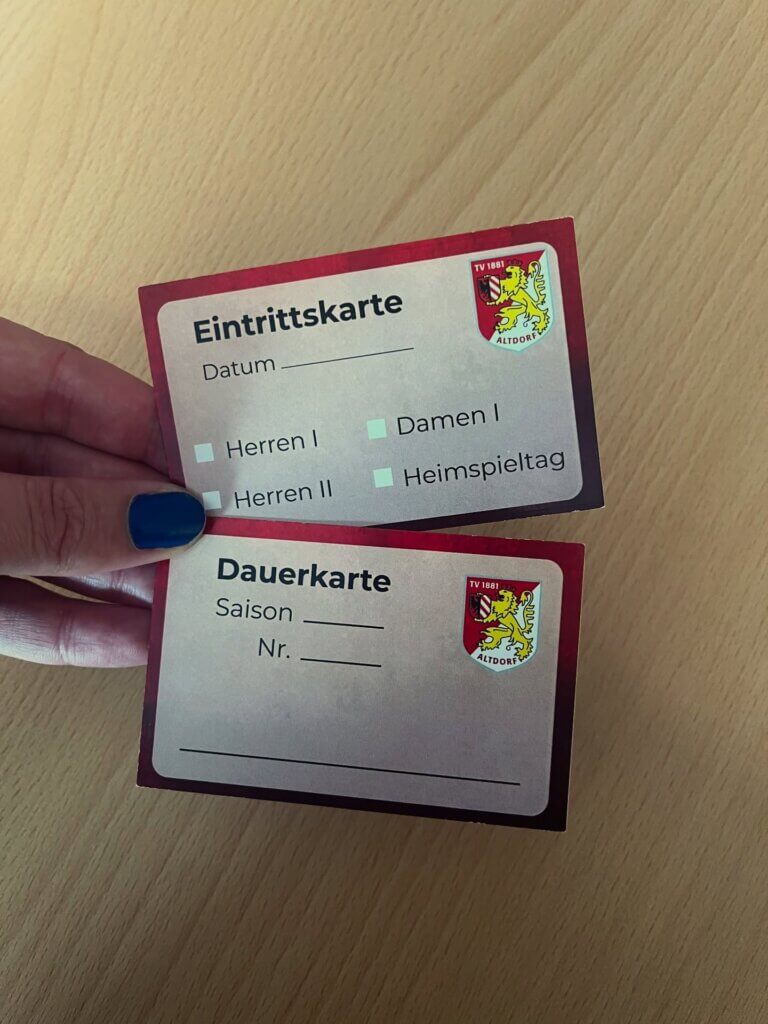 TV 1881
ALTDORF
Eintrittskarte
Datum
Herren I
Damen I
Herren II
Heimspieltag
Dauerkarte
TV 1881
ALTDORF
Saison
Nr.